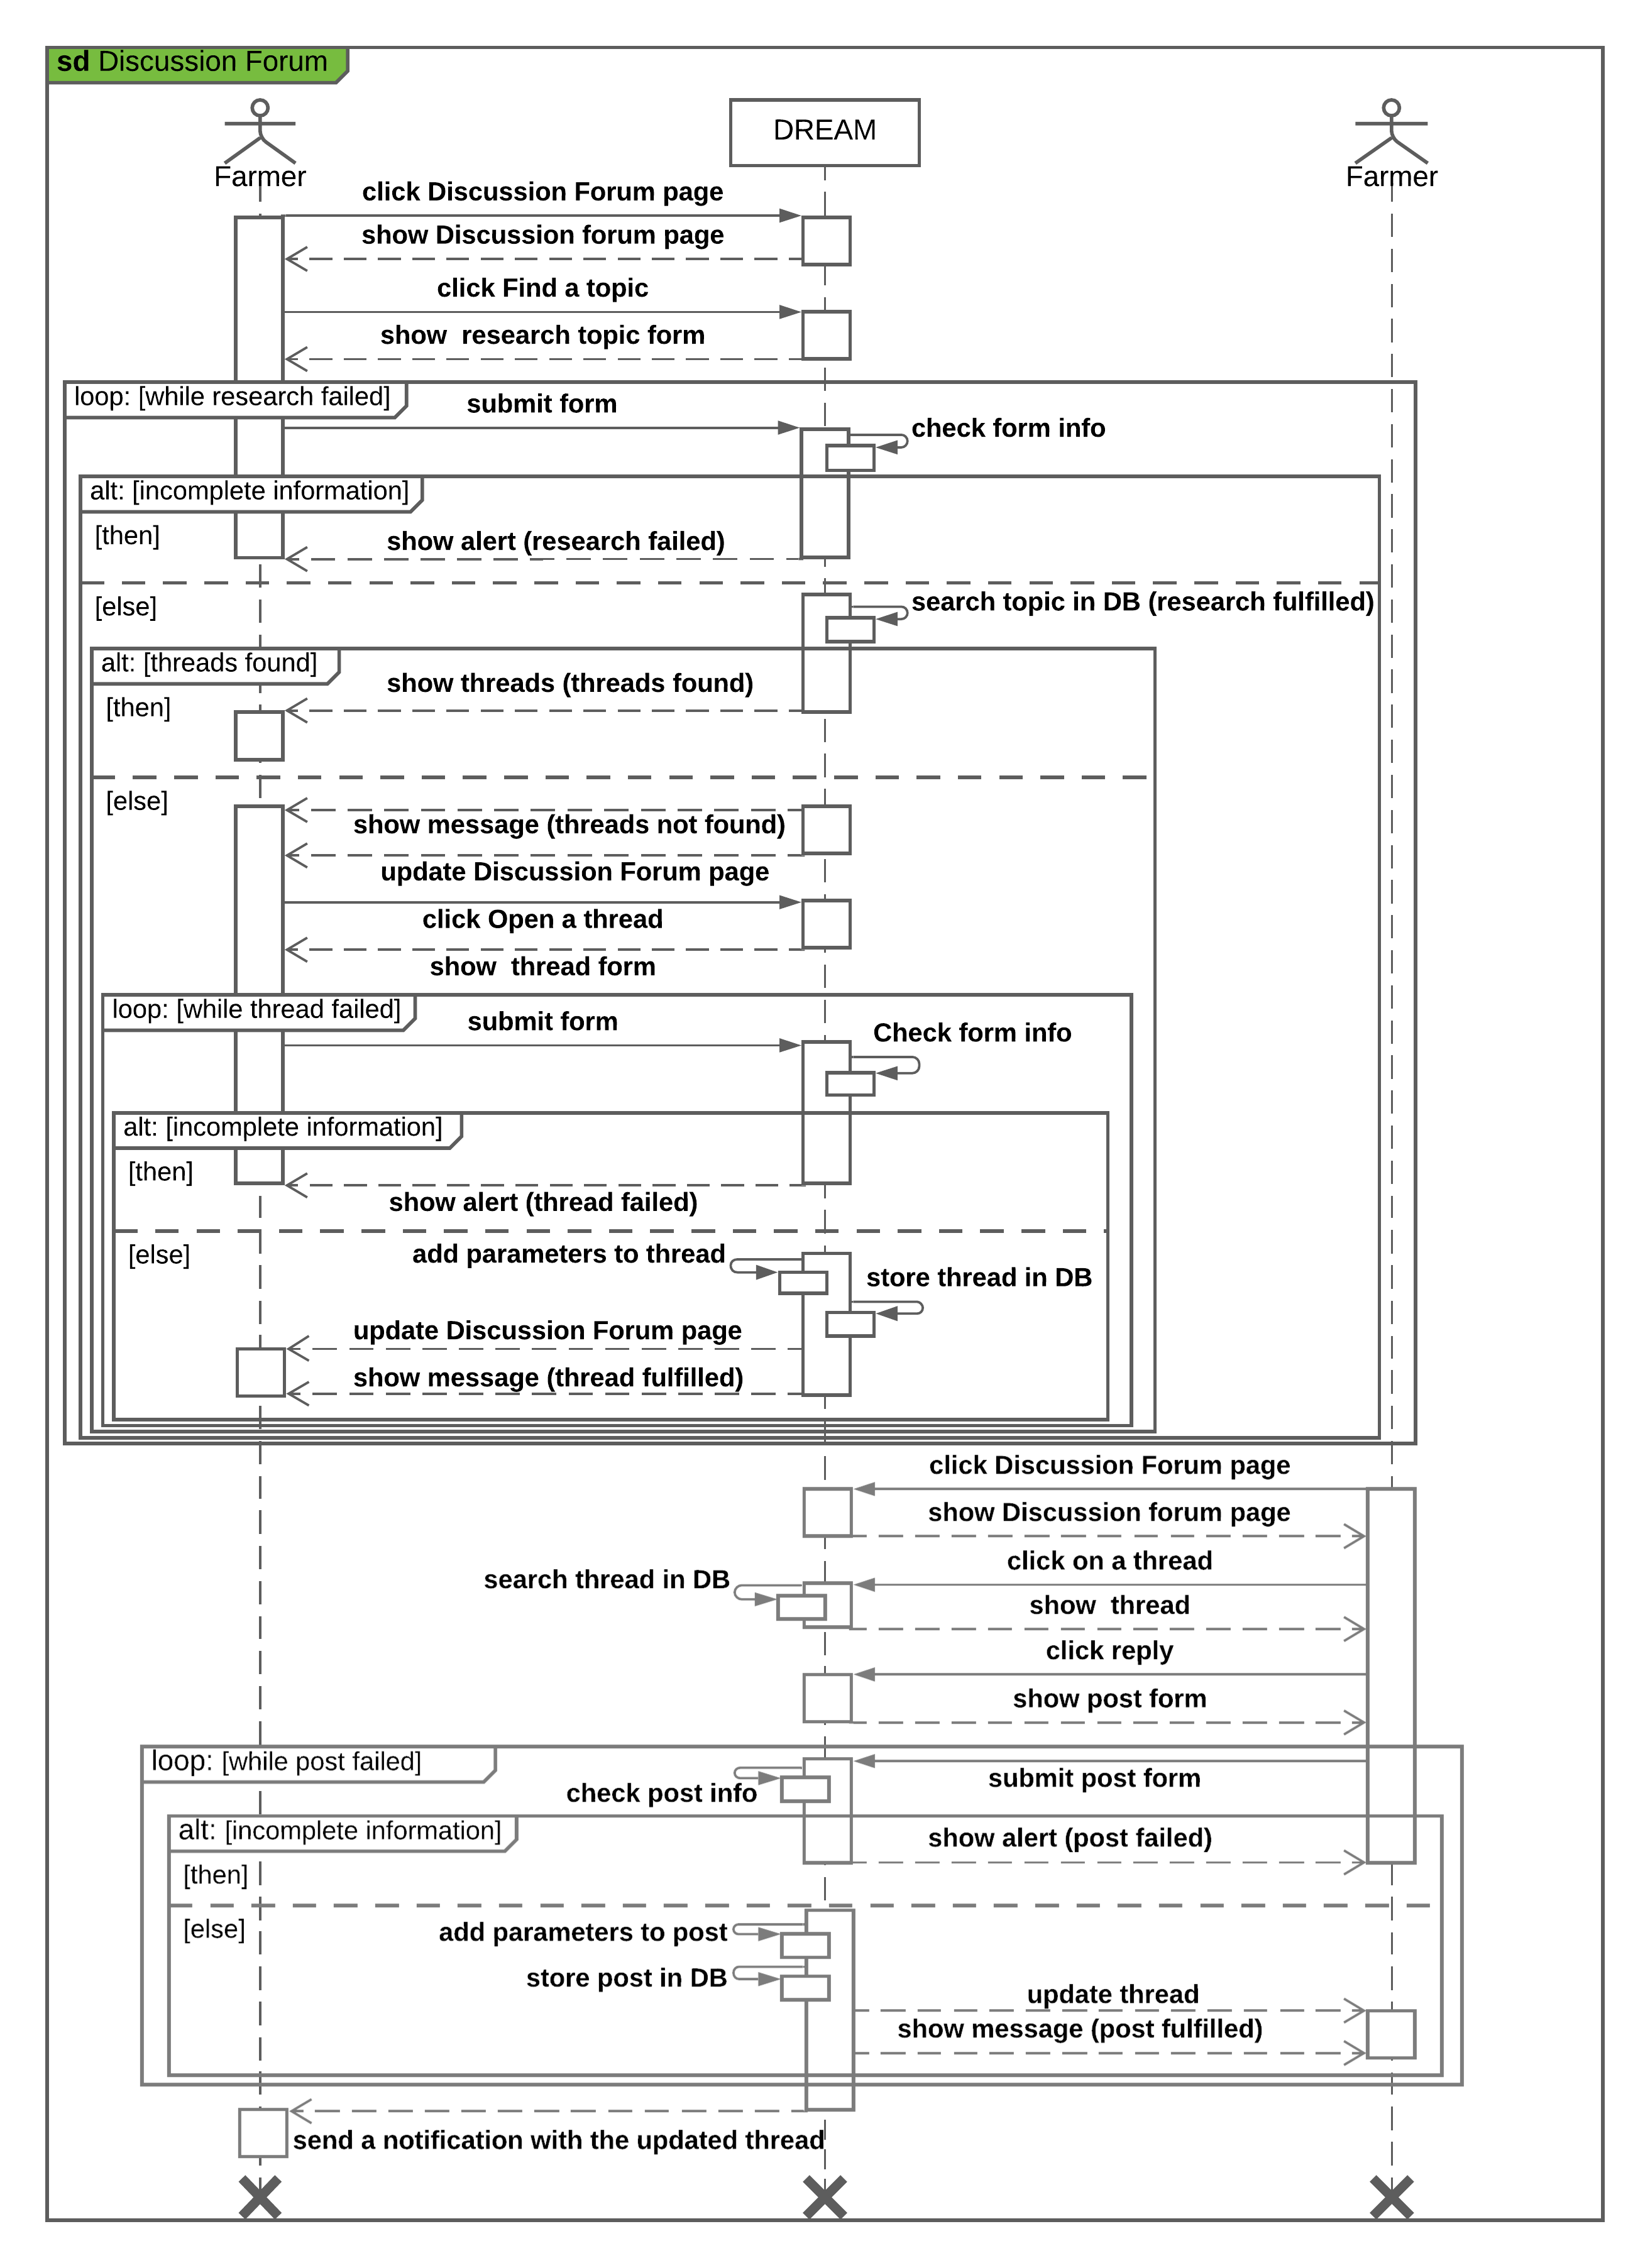 sd Discussion Forum
Farmer
DREAM
Farmer
click Discussion Forum page
show Discussion forum page
click Find a topic
show  research topic form
loop: [while research failed]
submit form
check form info
alt: [incomplete information]
[then]
show alert (research failed)
[else]
search topic in DB (research fulfilled)
alt: [threads found]
show threads (threads found)
[then]
[else]
show message (threads not found)
update Discussion Forum page
click Open a thread
show  thread form
loop: [while thread failed]
submit form
Check form info
alt: [incomplete information]
[then]
show alert (thread failed)
[else]
add parameters to thread
store thread in DB
update Discussion Forum page
show message (thread fulfilled)
click Discussion Forum page
show Discussion forum page
click on a thread
search thread in DB
show  thread
click reply
show post form
loop: [while post failed]
submit post form
check post info
alt: [incomplete information]
show alert (post failed)
[then]
[else]
add parameters to post
store post in DB
update thread
show message (post fulfilled)
send a notification with the updated thread